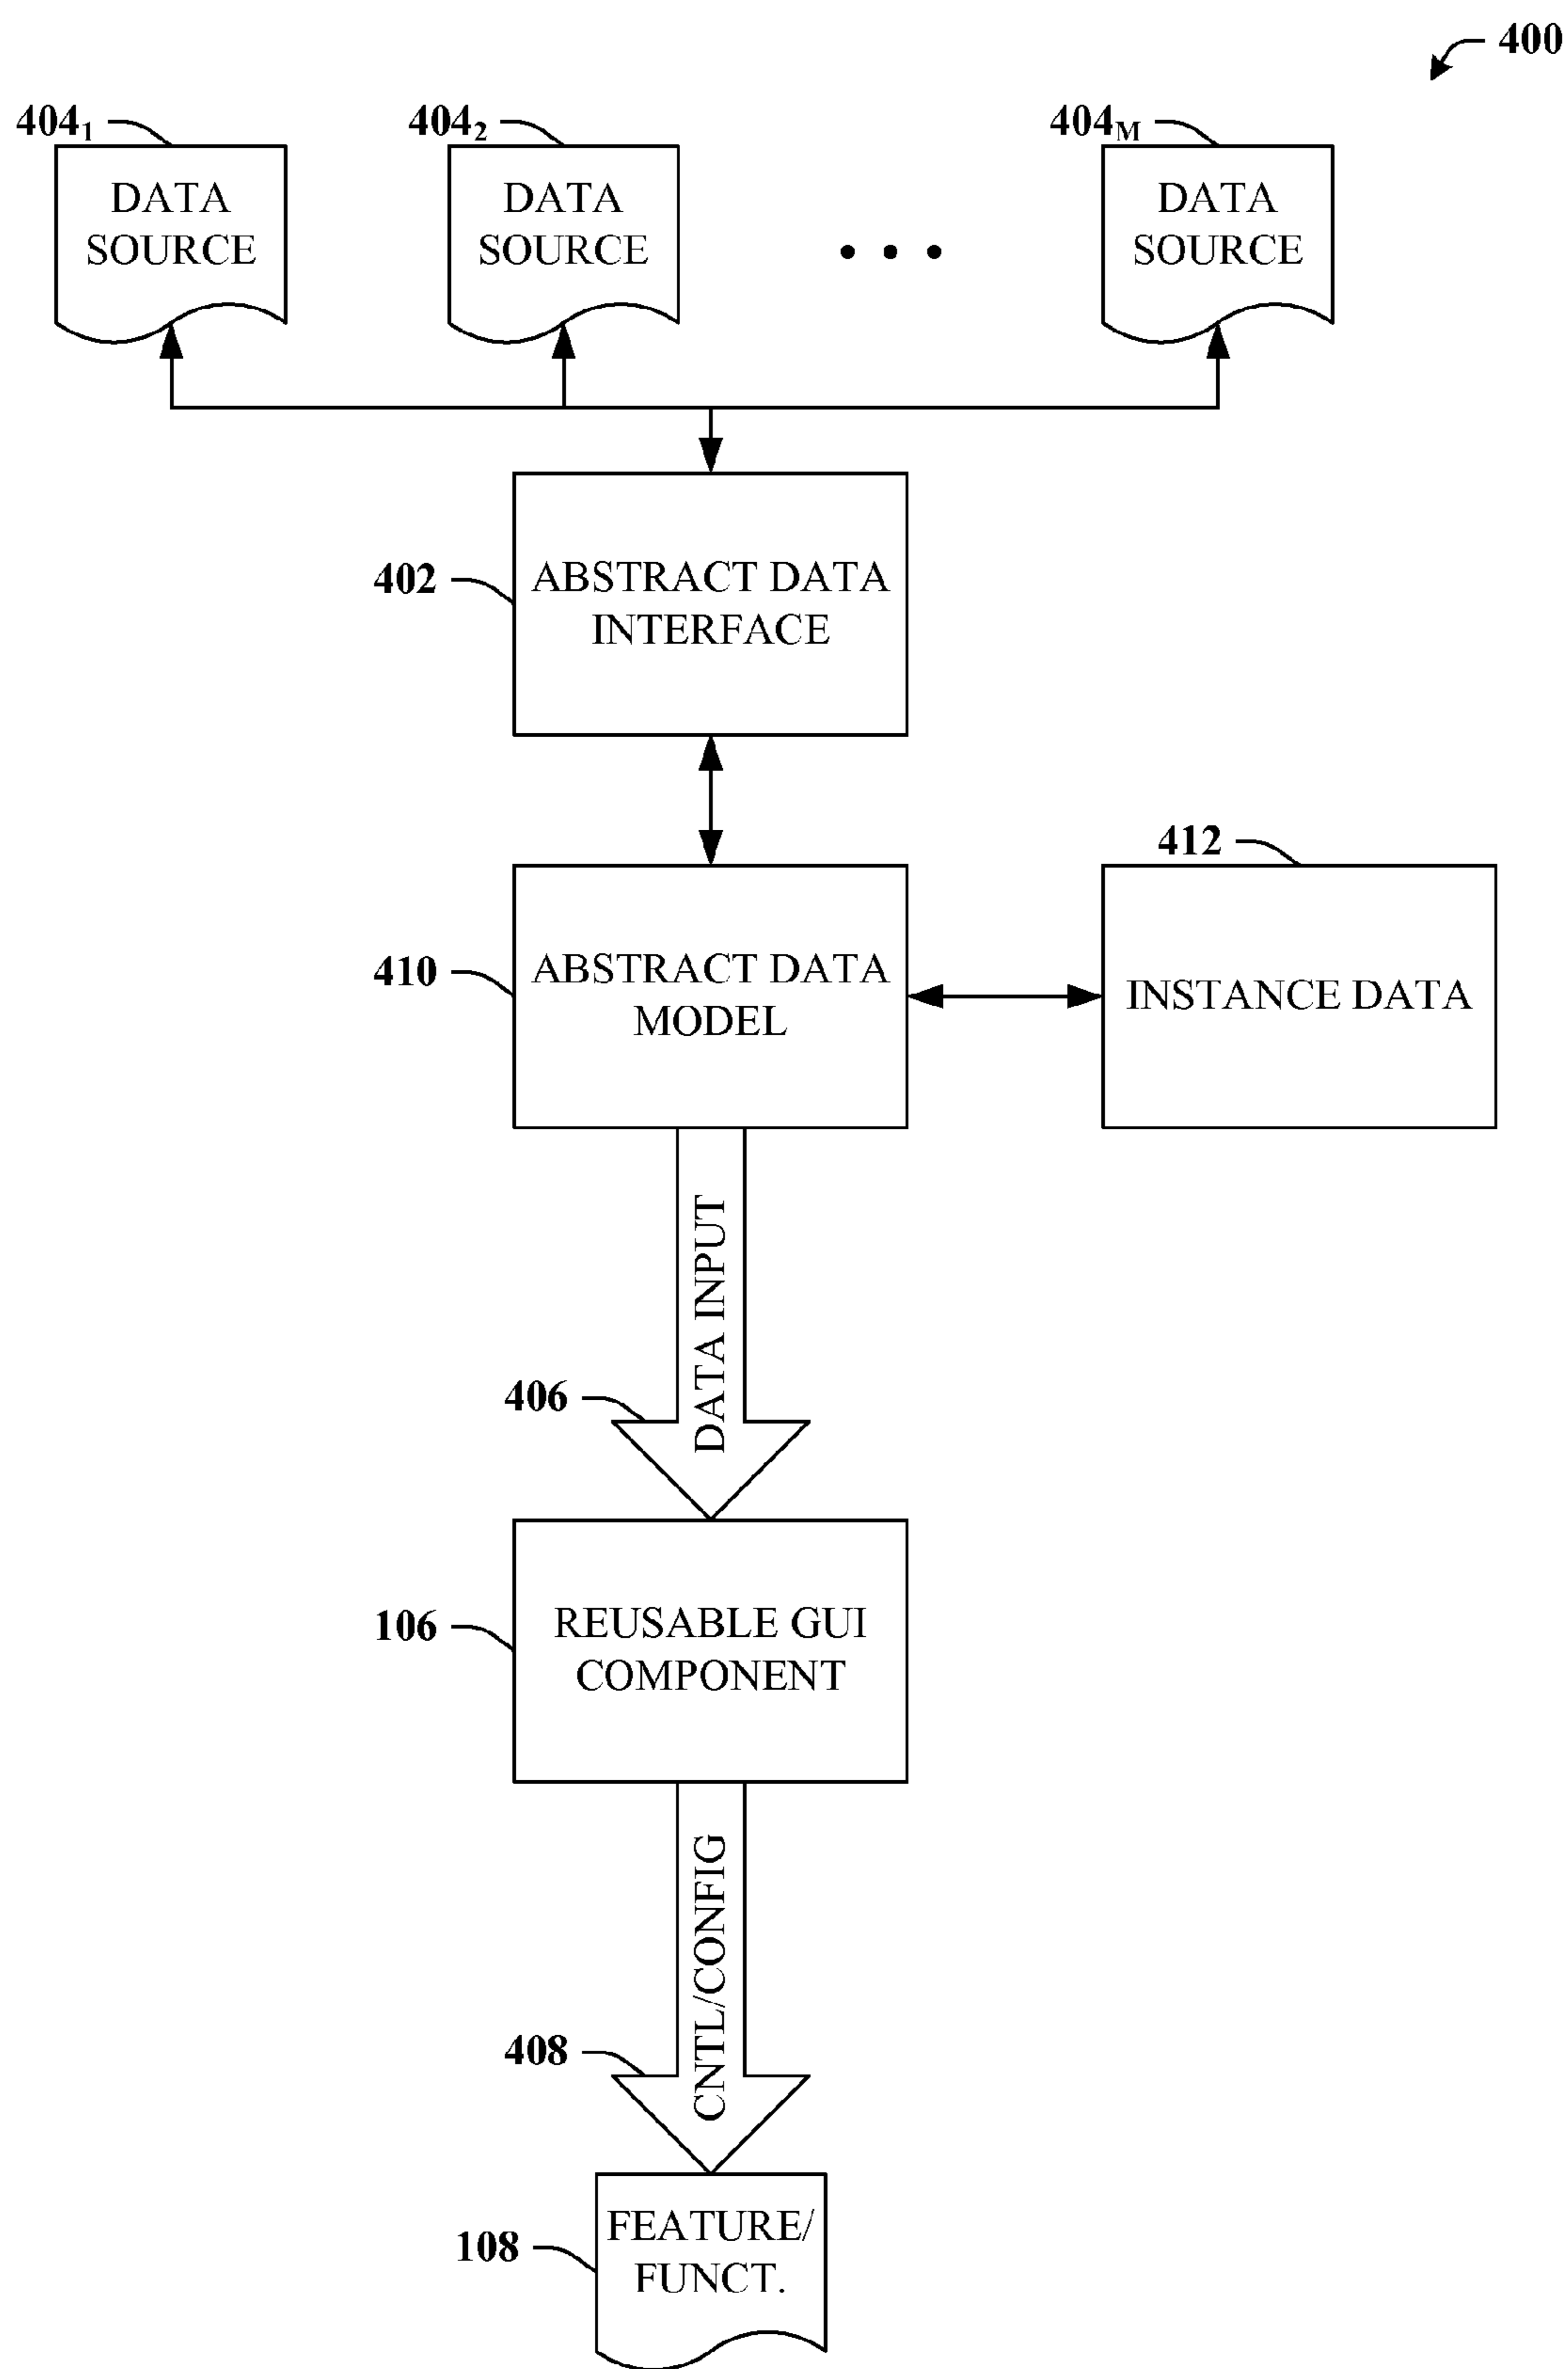 400
404₁
404₂
404M
DATA
SOURCE
DATA
SOURCE
• • •
DATA
SOURCE
402
ABSTRACT DATA
INTERFACE
412
410
ABSTRACT DATA
MODEL
INSTANCE DATA
DATA INPUT
406
106
REUSABLE GUI
COMPONENT
CNTL/CONFIG
408
108
FEATURE/
FUNCT.